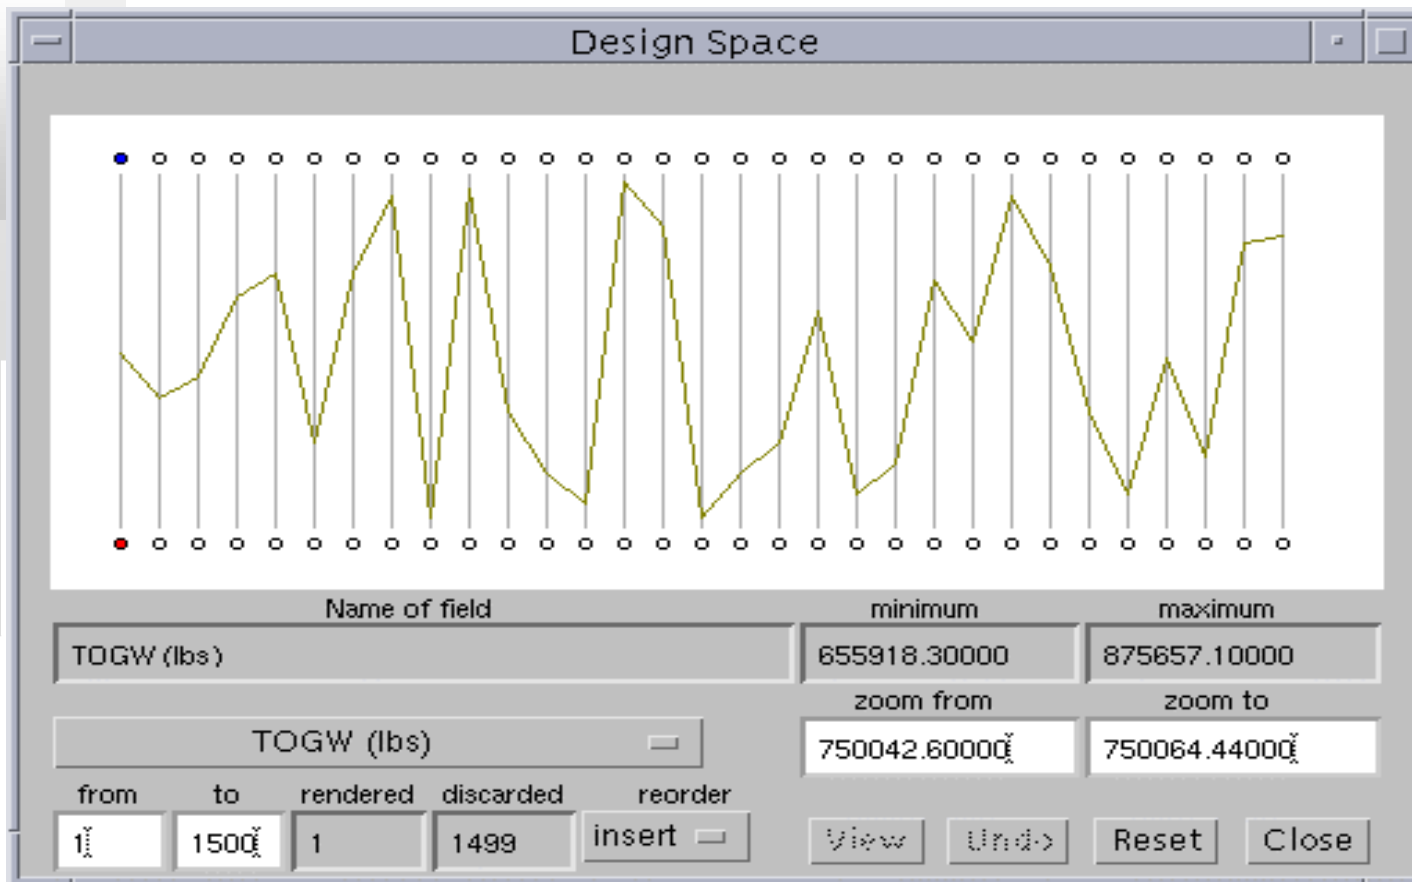 Design Space
Name of field minimum maximum
TOGW (lbs) 655918.30000 875657.10000
zoom from zoom to
TOGW (lbs) 750042.60000 750064.44000
from to rendered discarded reorder
1 1500 1 1499 insert View Undo Reset Close